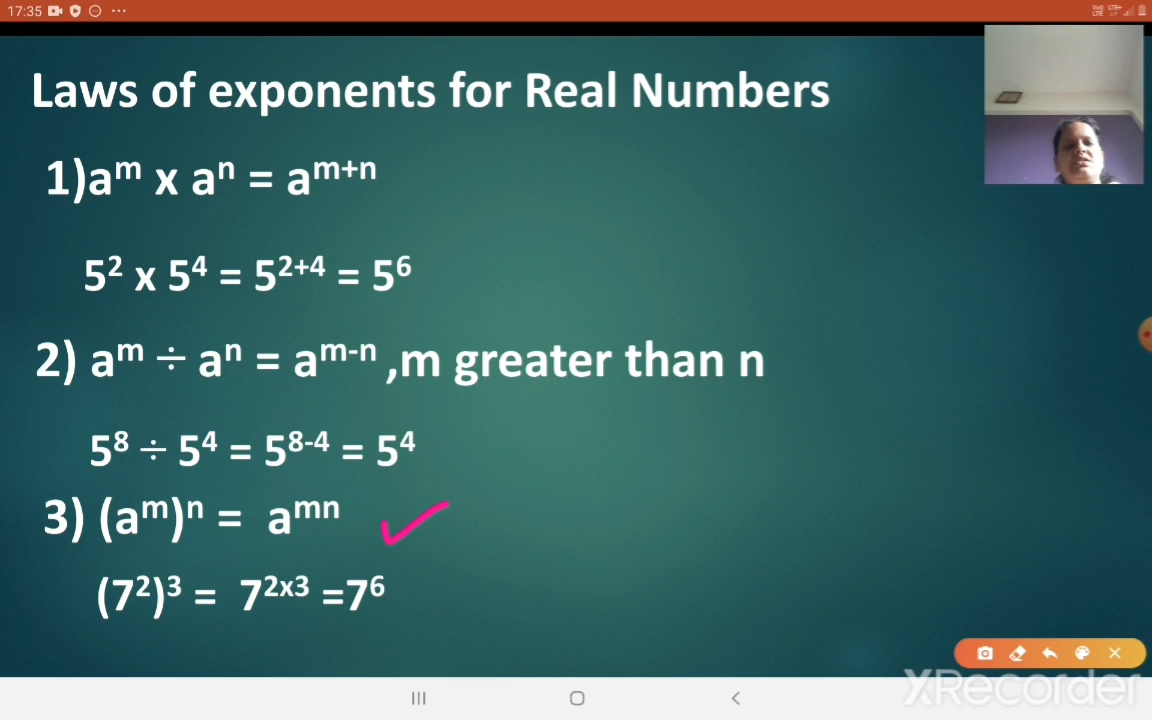 17:35
Laws of exponents for Real Numbers
1)aᵐ x aⁿ = aᵐ⁺ⁿ
5² x 5⁴ = 5²⁺⁴ = 5⁶
2) aᵐ ÷ aⁿ = aᵐ⁻ⁿ ,m greater than n
5⁸ ÷ 5⁴ = 5⁸⁻⁴ = 5⁴
3) (aᵐ)ⁿ = aᵐⁿ
(7²)³ = 7²ˣ³ =7⁶
XRecorder